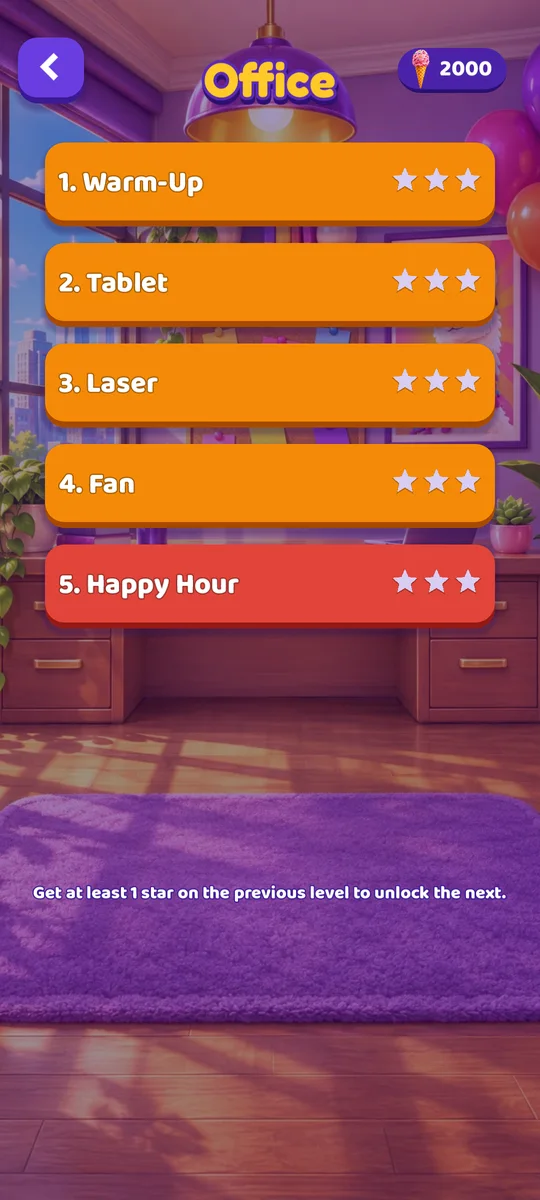 Office
2000
1. Warm-Up
2. Tablet
3. Laser
4. Fan
5. Happy Hour
Get at least 1 star on the previous level to unlock the next.